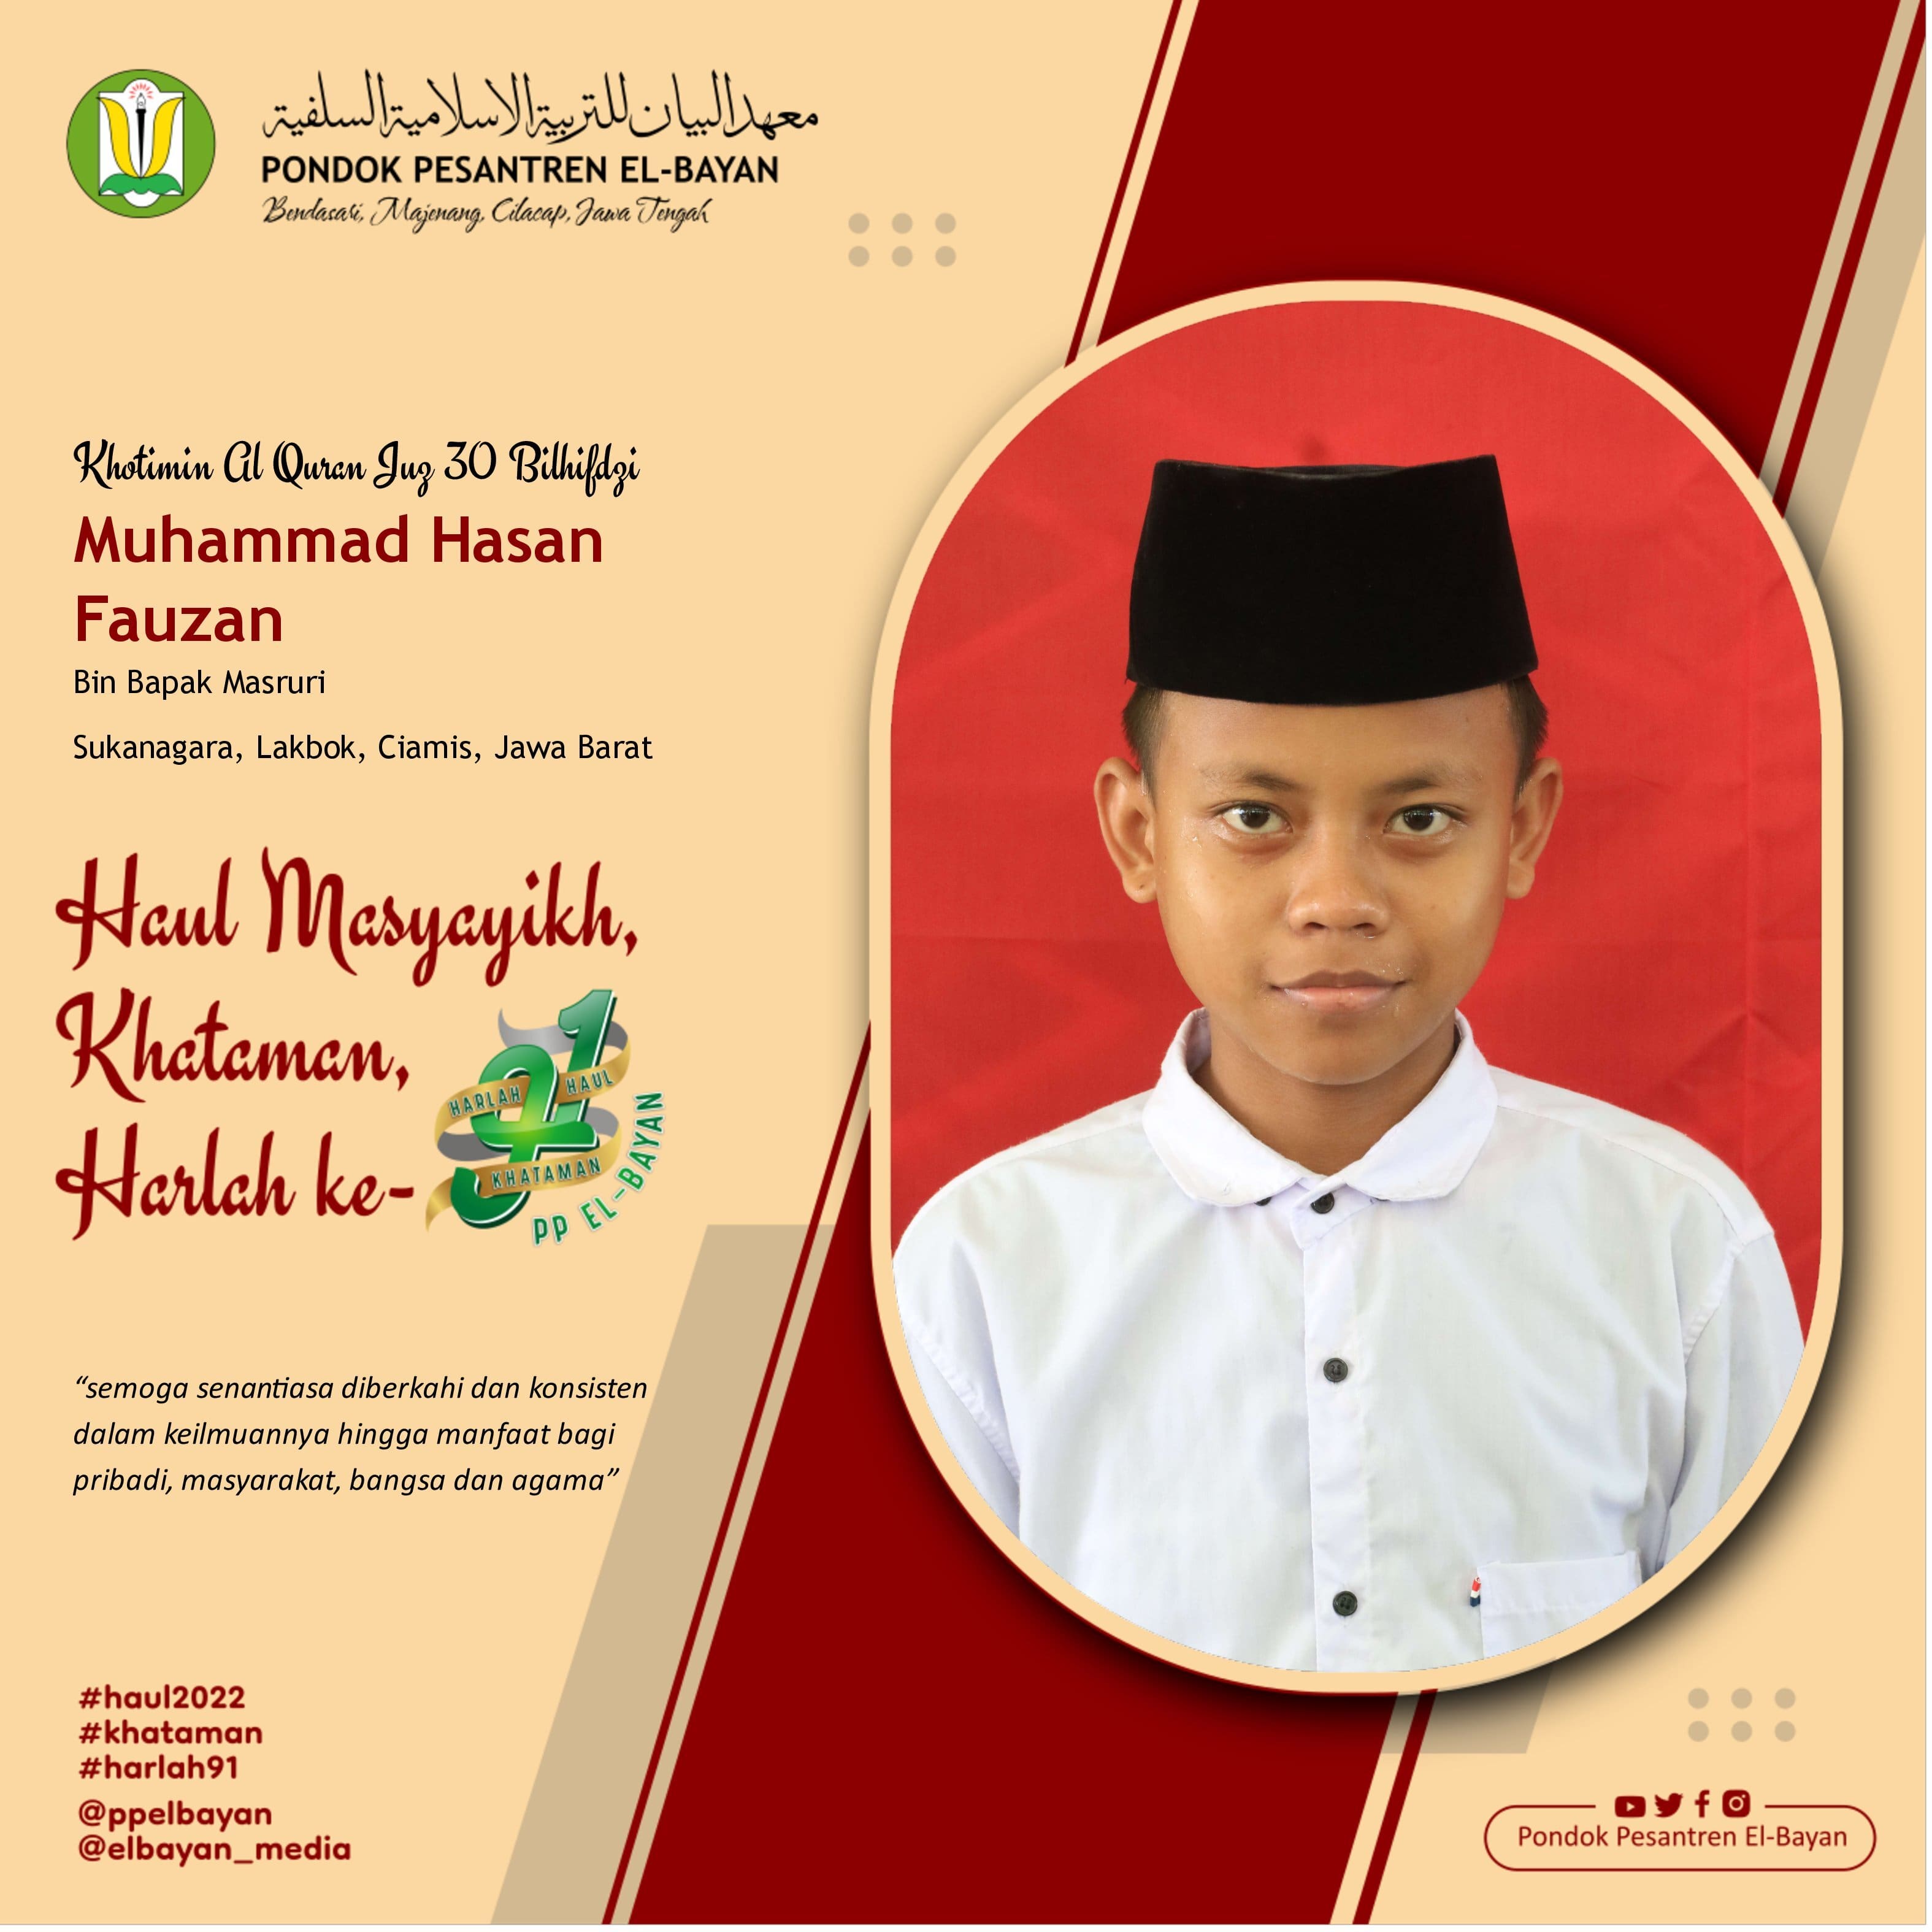 معهد البيان للتربية الاسلامية السلفية
PONDOK PESANTREN EL-BAYAN
Bendasari, Majenang, Cilacap, Jawa Tengah
Khotimin Al Quran Juz 30 Bilhifdzi
Muhammad Hasan
Fauzan
Bin Bapak Masruri
Sukanagara, Lakbok, Ciamis, Jawa Barat
Haul Masyayikh,
Khataman,
Harlah ke-
91
HARLAH HAUL
KHATAMAN
PP EL-BAYAN
“semoga senantiasa diberkahi dan konsisten
dalam keilmuannya hingga manfaat bagi
pribadi, masyarakat, bangsa dan agama”
#haul2022
#khataman
#harlah91
@ppelbayan
@elbayan_media
Pondok Pesantren El-Bayan